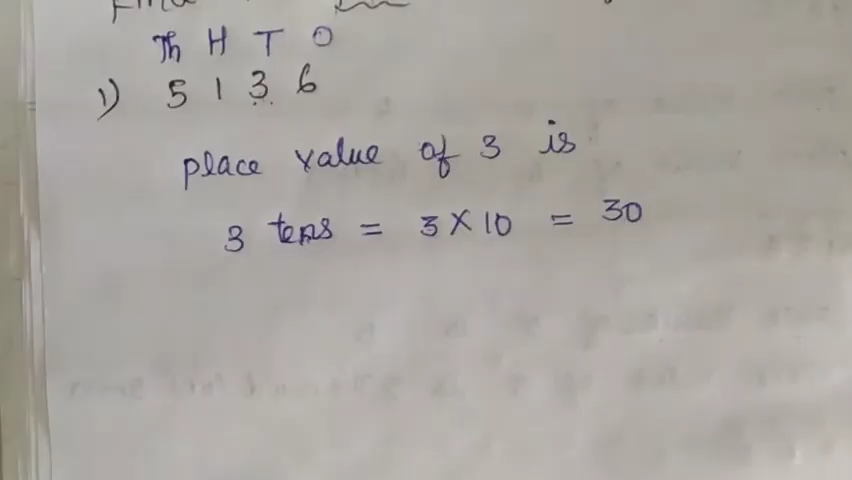 Th H T O
1) 5 1 3 6
place value of 3 is
3 tens = 3 X 10 = 30